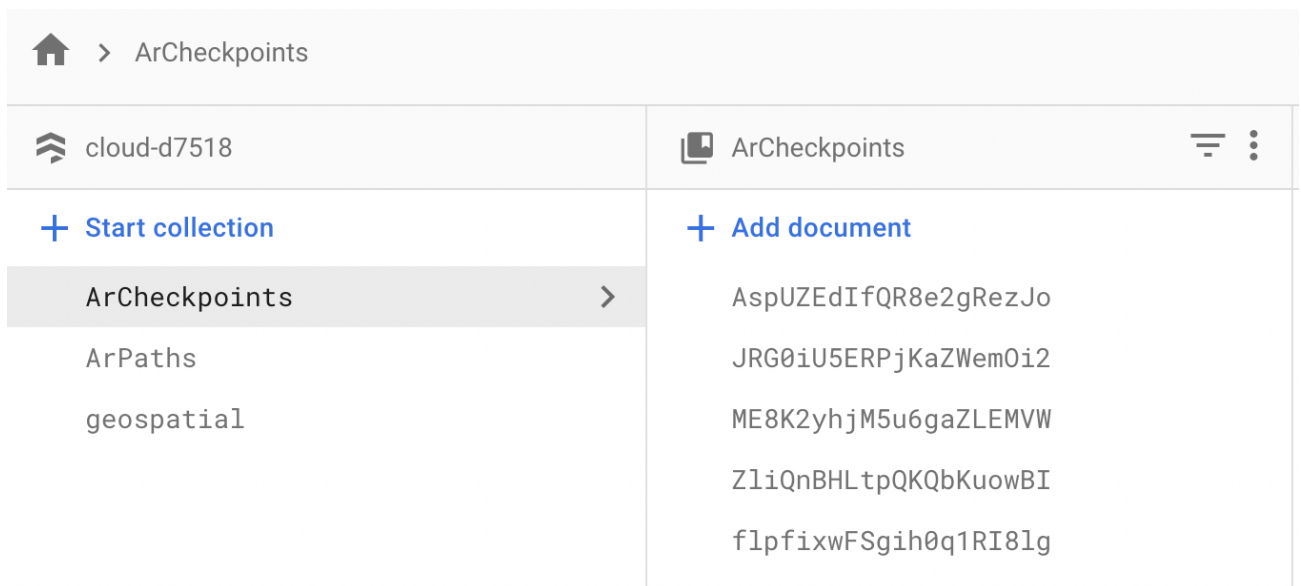 ArCheckpoints
cloud-d7518
Start collection
ArCheckpoints
ArPaths
geospatial
ArCheckpoints
Add document
AspUZEdIfQR8e2gRezJo
JRG0iU5ERPjKaZWemOi2
ME8K2yhjM5u6gaZLEMVW
ZliQnBHLtpQKQbKuowBI
flpfixwFSgih0q1RI8lg